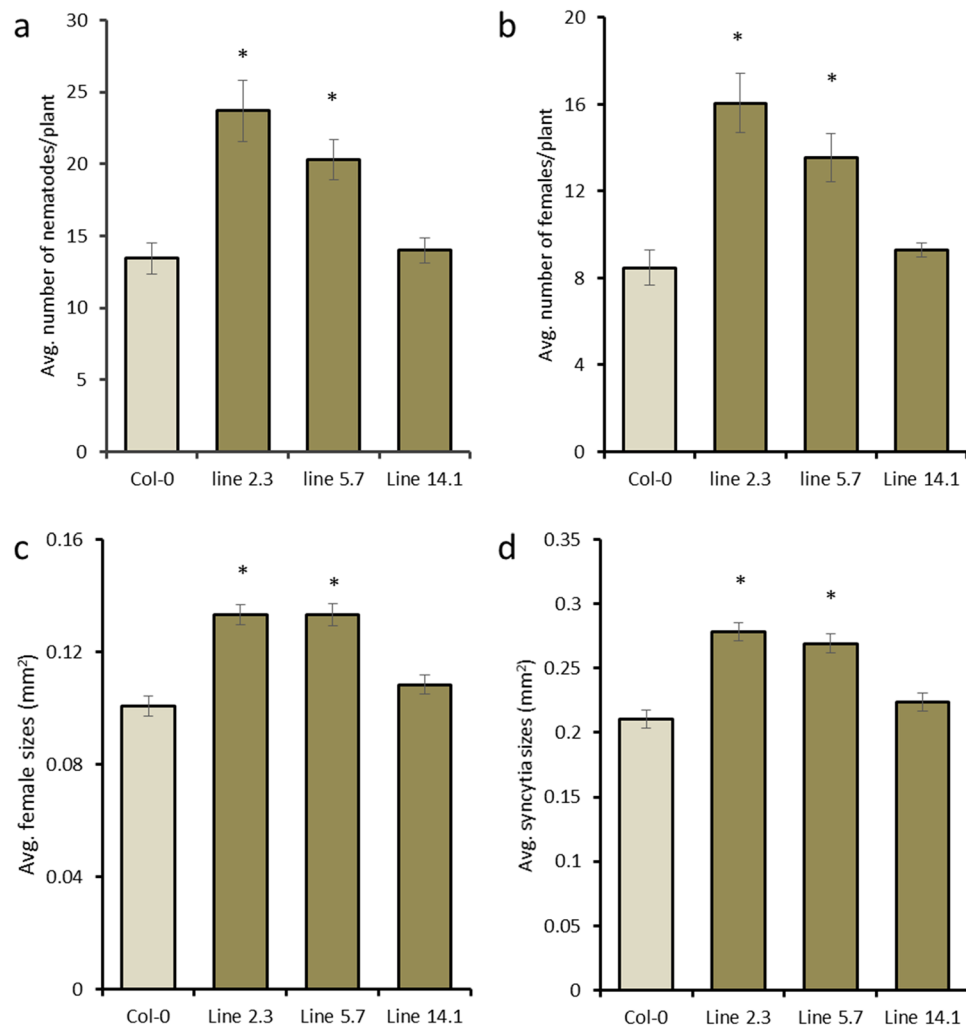 a
Avg. number of nematodes/plant
30
25
20
15
10
5
0
*
*
Col-0 line 2.3 line 5.7 Line 14.1
b
Avg. number of females/plant
20
16
12
8
4
0
*
*
Col-0 line 2.3 line 5.7 Line 14.1
c
Avg. female sizes (mm²)
0.16
0.12
0.08
0.04
0
*
*
Col-0 Line 2.3 Line 5.7 Line 14.1
d
Avg. syncytia sizes (mm²)
0.35
0.3
0.25
0.2
0.15
0.1
0.05
0
*
*
Col-0 Line 2.3 Line 5.7 Line 14.1